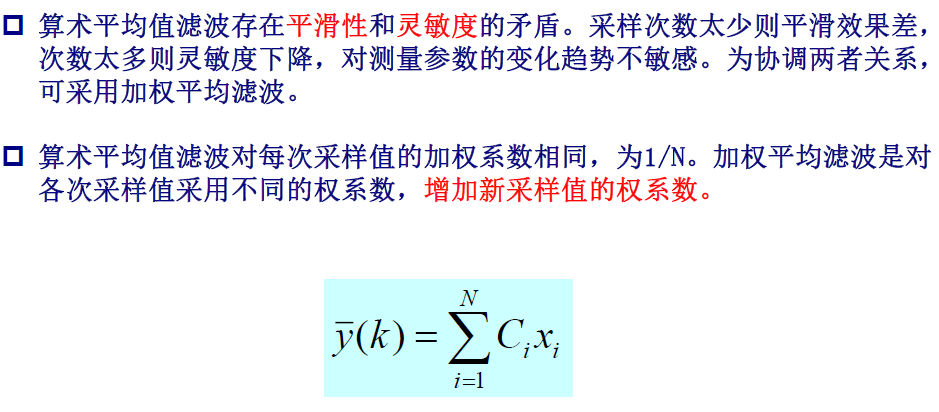 算术平均值滤波存在平滑性和灵敏度的矛盾。采样次数太少则平滑效果差，
次数太多则灵敏度下降，对测量参数的变化趋势不敏感。为协调两者关系，
可采用加权平均滤波。
算术平均值滤波对每次采样值的加权系数相同，为1/N。加权平均滤波是对
各次采样值采用不同的权系数，增加新采样值的权系数。
$\overline{y}(k) = \sum_{i=1}^{N} C_i x_i$